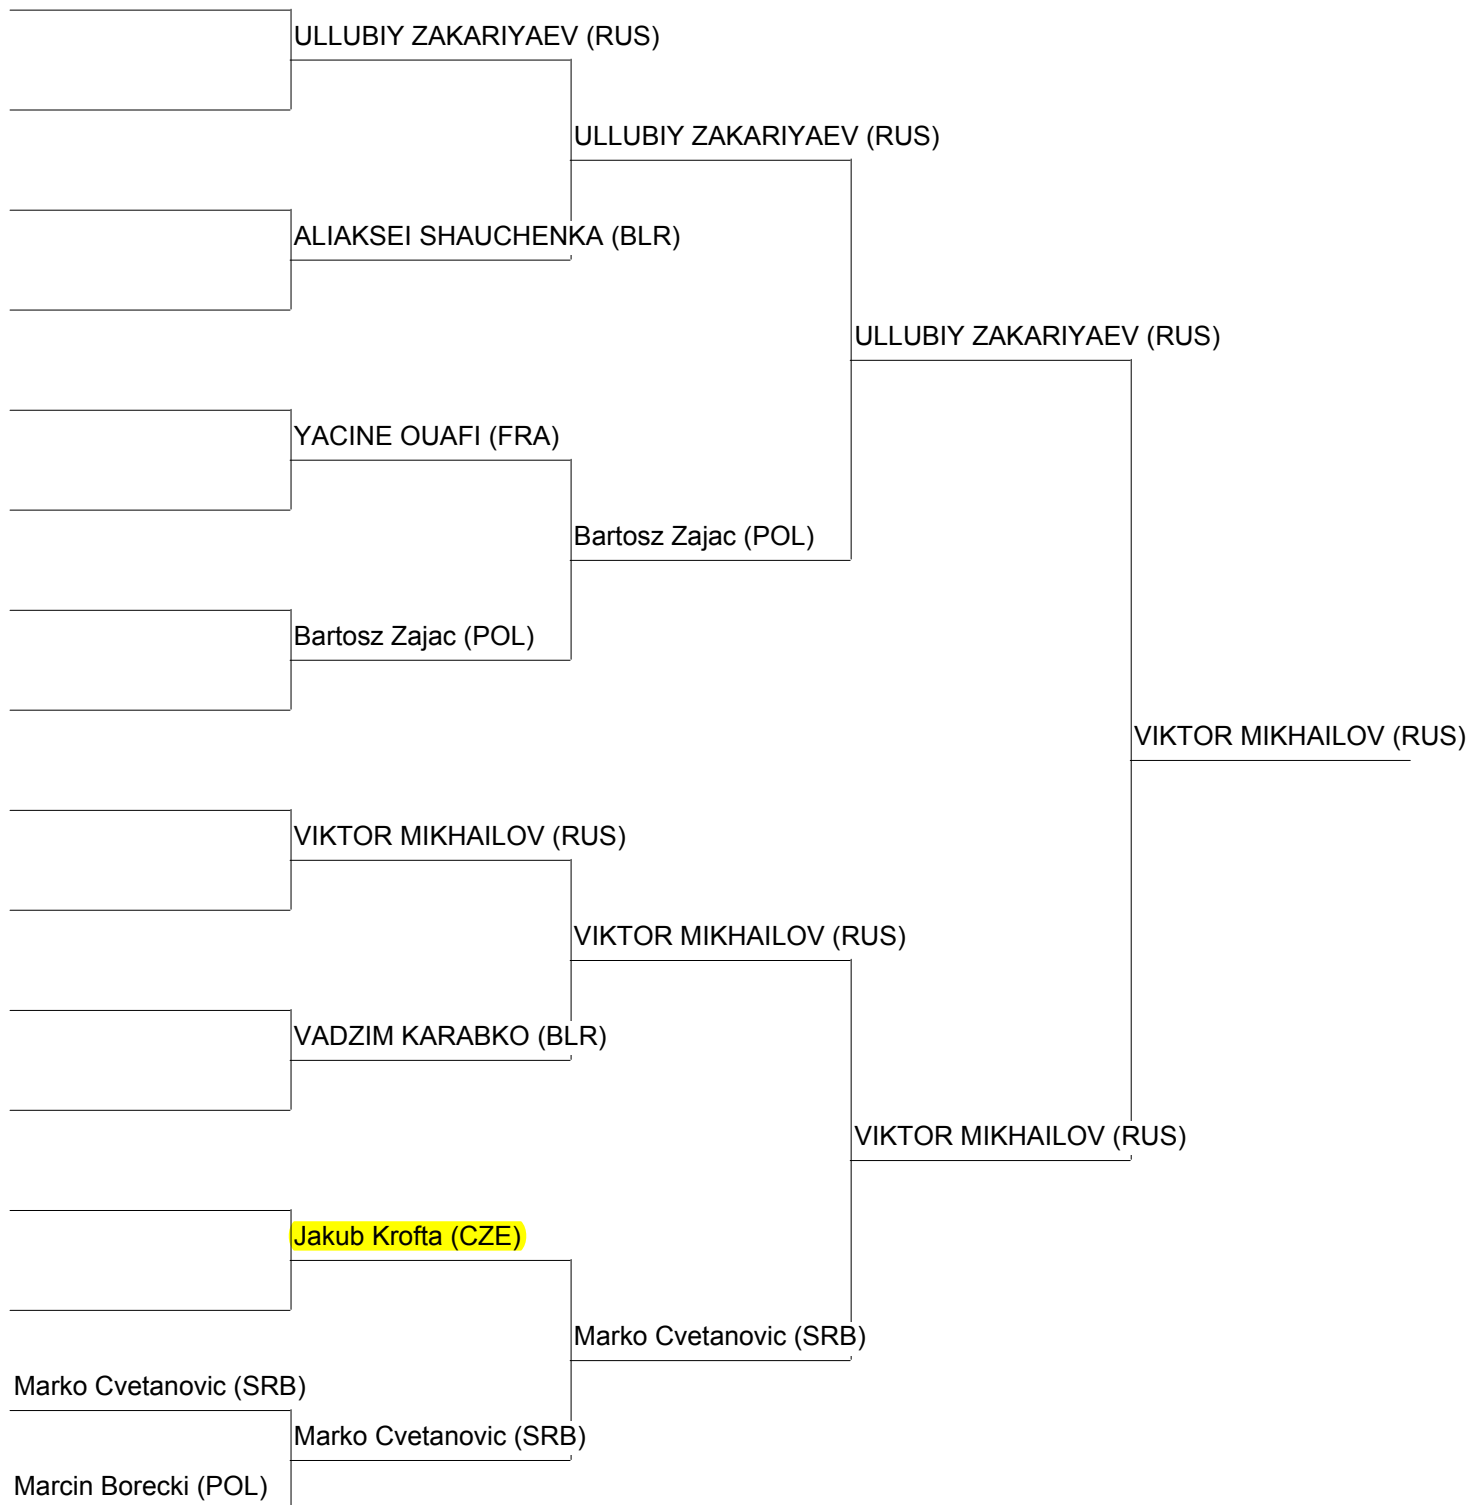 ULLUBIY ZAKARIYAEV (RUS)
ULLUBIY ZAKARIYAEV (RUS)
ALIAKSEI SHAUCHENKA (BLR)
ULLUBIY ZAKARIYAEV (RUS)
YACINE OUAFI (FRA)
Bartosz Zajac (POL)
Bartosz Zajac (POL)
VIKTOR MIKHAILOV (RUS)
VIKTOR MIKHAILOV (RUS)
VIKTOR MIKHAILOV (RUS)
VADZIM KARABKO (BLR)
VIKTOR MIKHAILOV (RUS)
Jakub Krofta (CZE)
Marko Cvetanovic (SRB)
Marko Cvetanovic (SRB)
Marko Cvetanovic (SRB)
Marcin Borecki (POL)